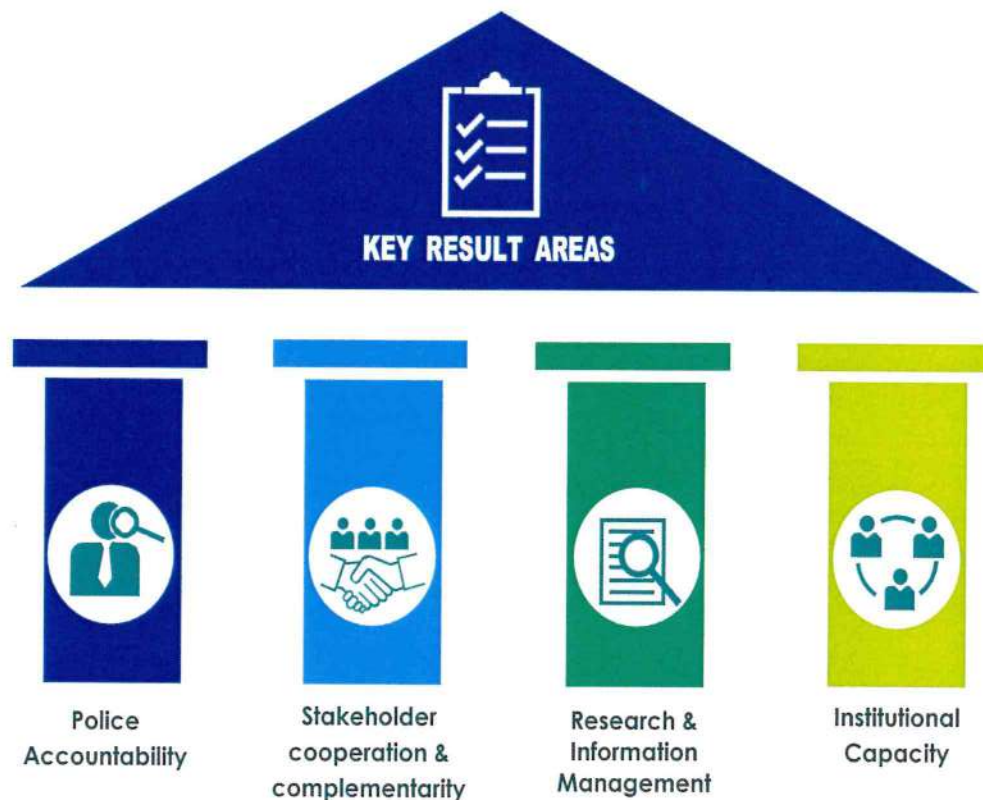 KEY RESULT AREAS
Police
Accountability
Stakeholder
cooperation &
complementarity
Research &
Information
Management
Institutional
Capacity